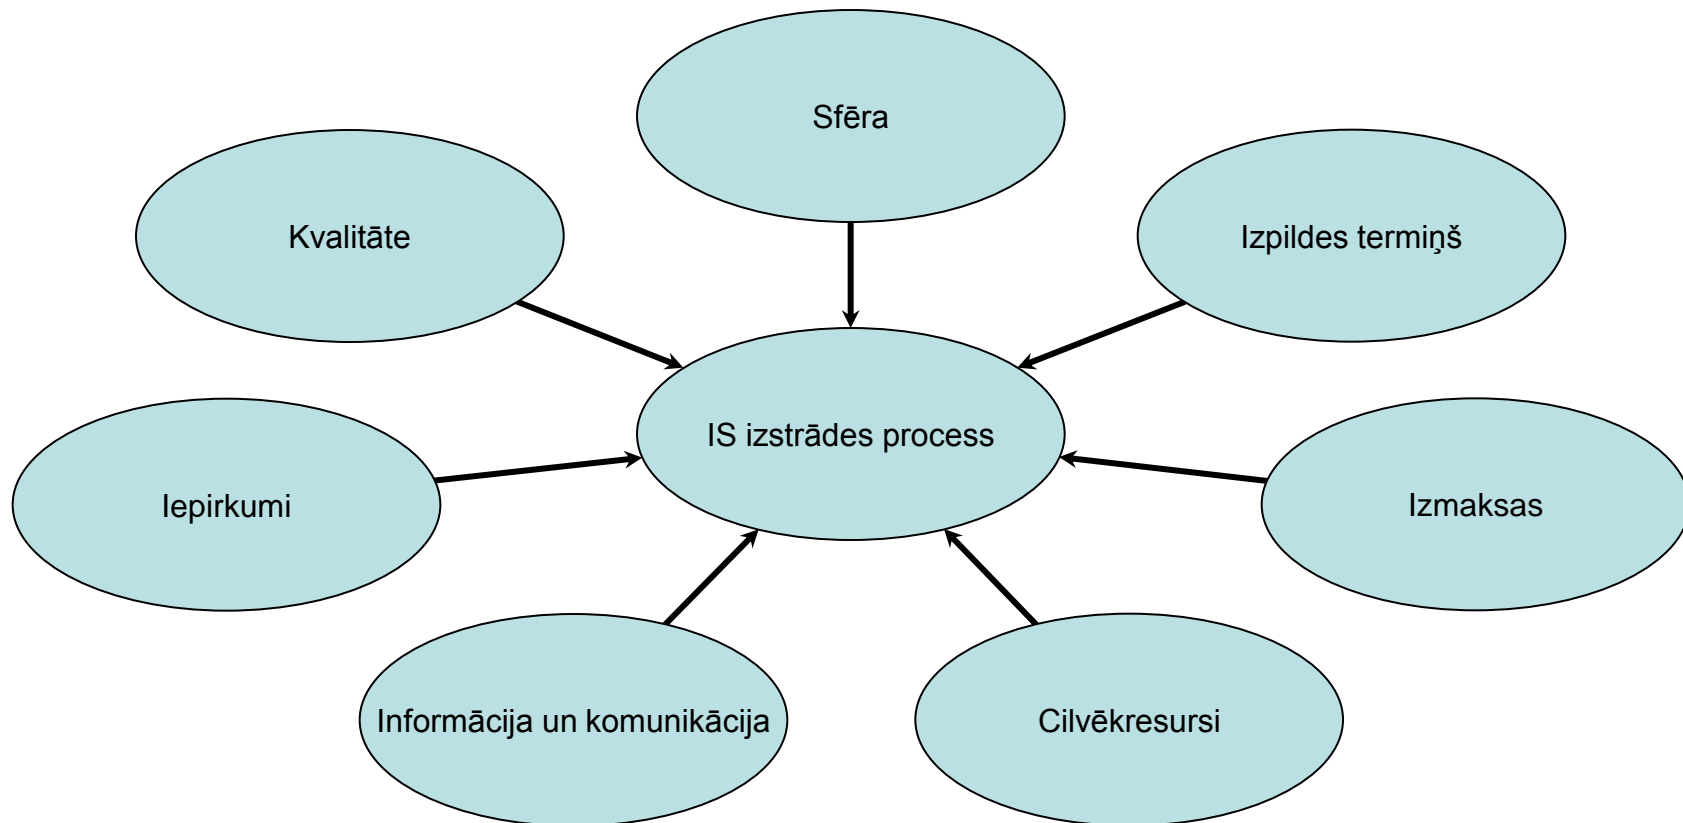 Sfēra
Kvalitāte
Izpildes termiņš
IS izstrādes process
Iepirkumi
Izmaksas
Informācija un komunikācija
Cilvēkresursi